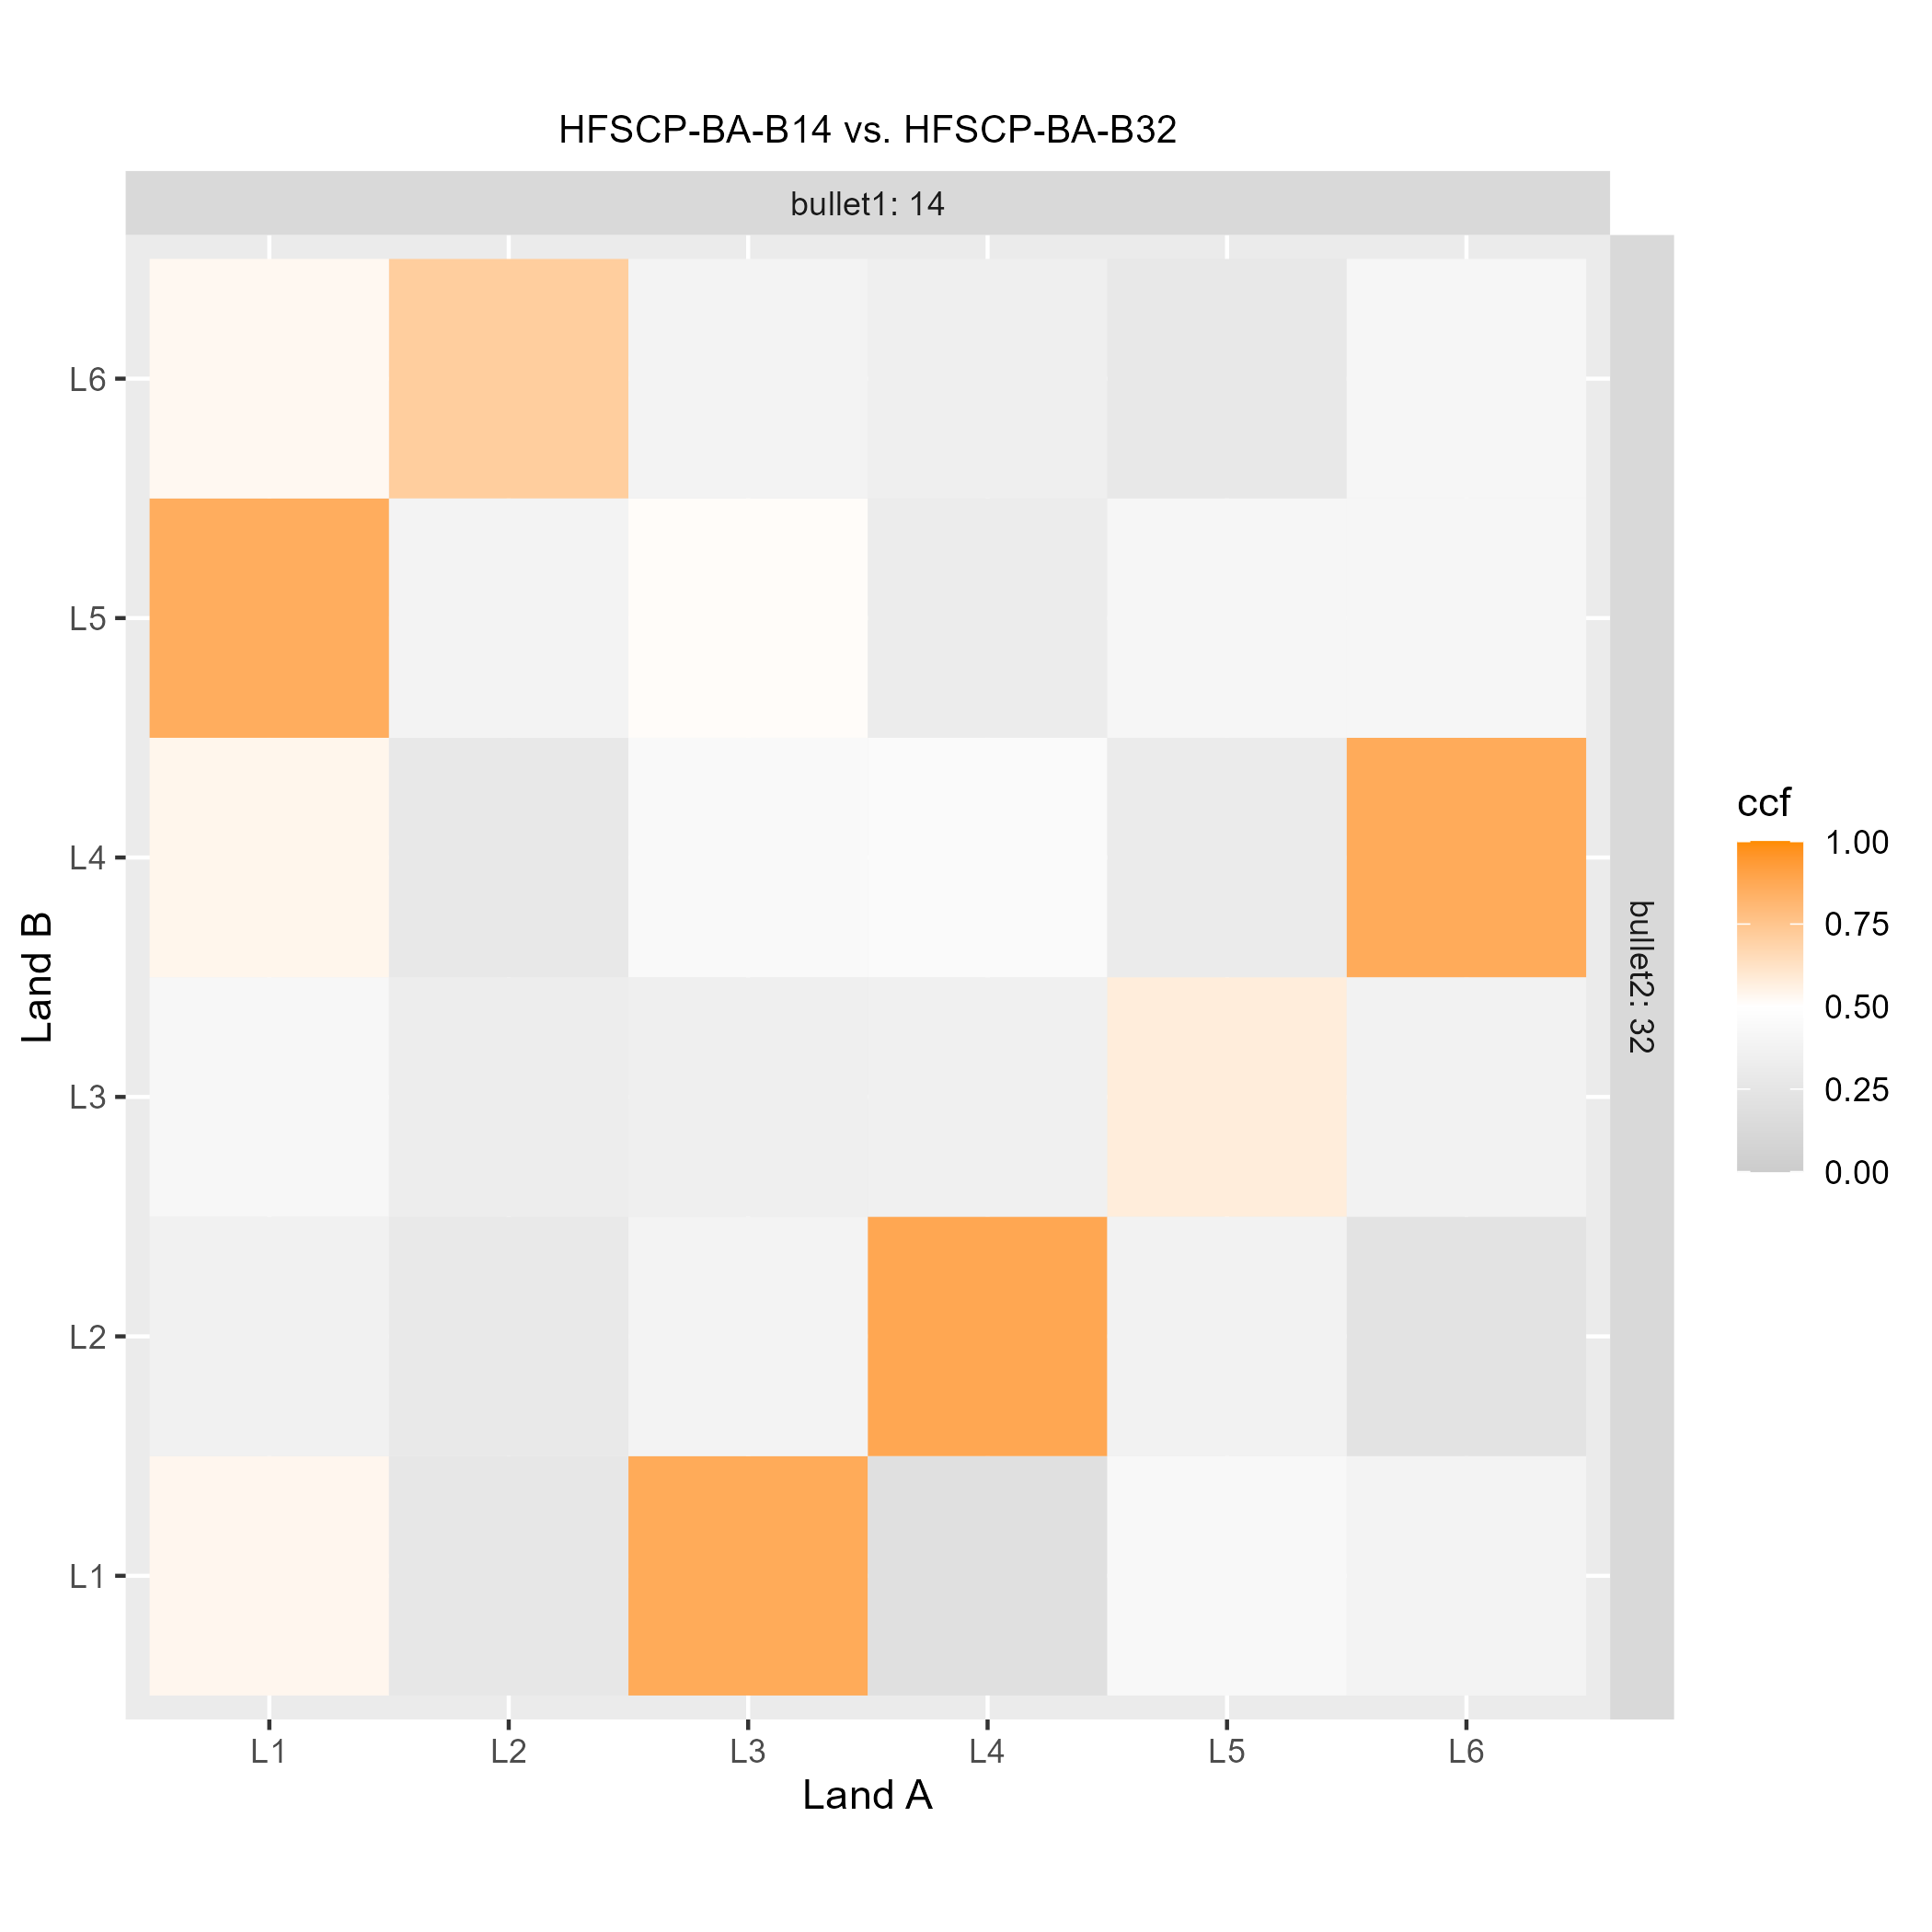 HFSCP-BA-B14 vs. HFSCP-BA-B32
bullet1: 14
L6
L5
L4
L3
L2
L1
Land B
bullet2: 32
ccf
1.00
0.75
0.50
0.25
0.00
L1 L2 L3 L4 L5 L6
Land A